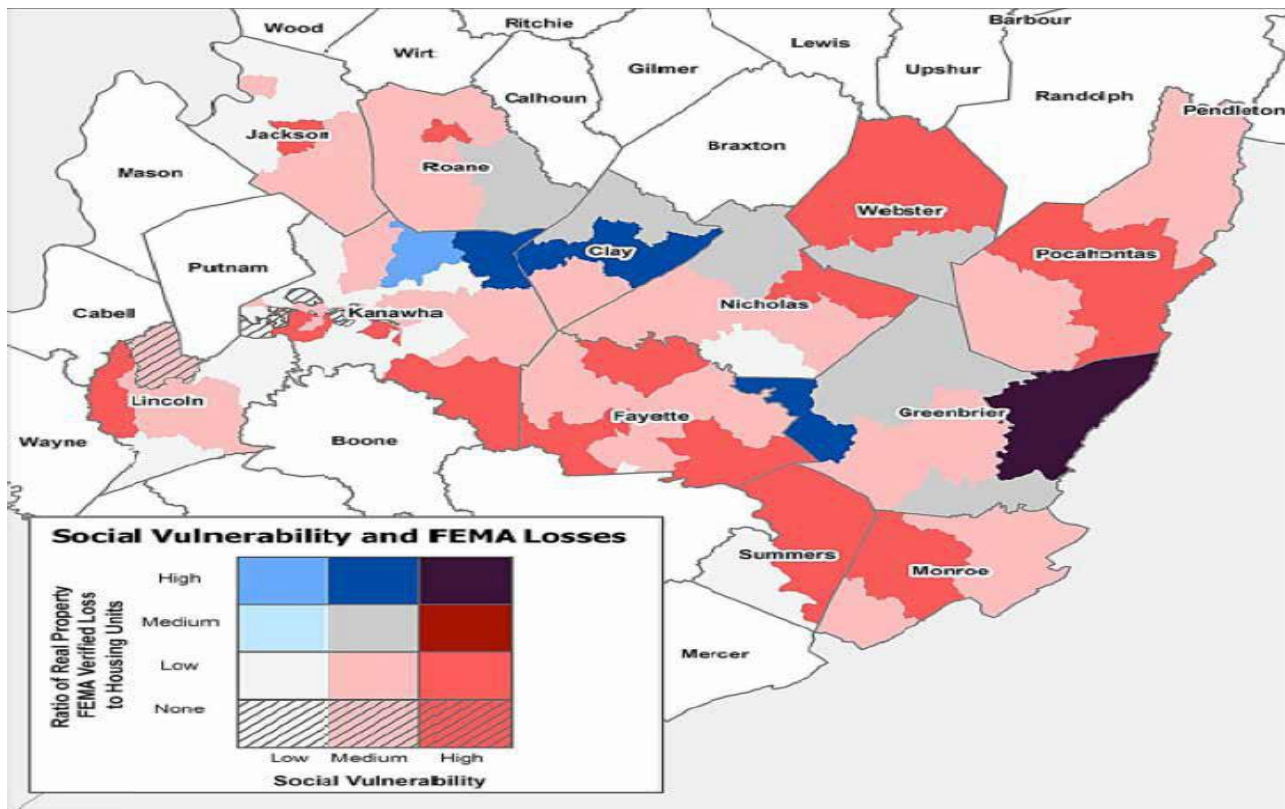 Wood
Ritchie
Barbour
Wirt
Lewis
Gilmer
Upshur
Calhoun
Randolph
Pendleton
Jackson
Braxton
Mason
Roane
Webster
Clay
Pocahontas
Putnam
Nicholas
Cabell
Kanawha
Lincoln
Greenbrier
Fayette
Wayne
Boone
Summers
Monroe
Mercer
Social Vulnerability and FEMA Losses
High
Medium
Low
None
Ratio of Real Property
FEMA Verified Loss
to Housing Units
Low Medium High
Social Vulnerability